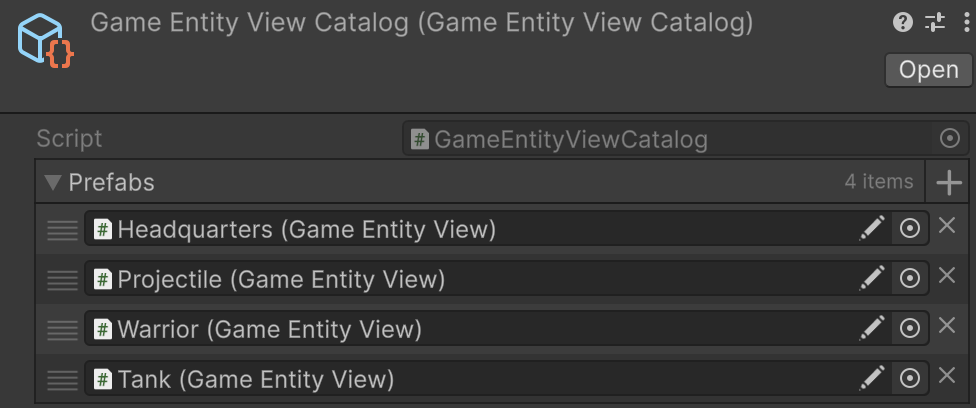 Game Entity View Catalog (Game Entity View Catalog)
Open
Script
GameEntityViewCatalog
Prefabs
4 items
Headquarters (Game Entity View)
Projectile (Game Entity View)
Warrior (Game Entity View)
Tank (Game Entity View)